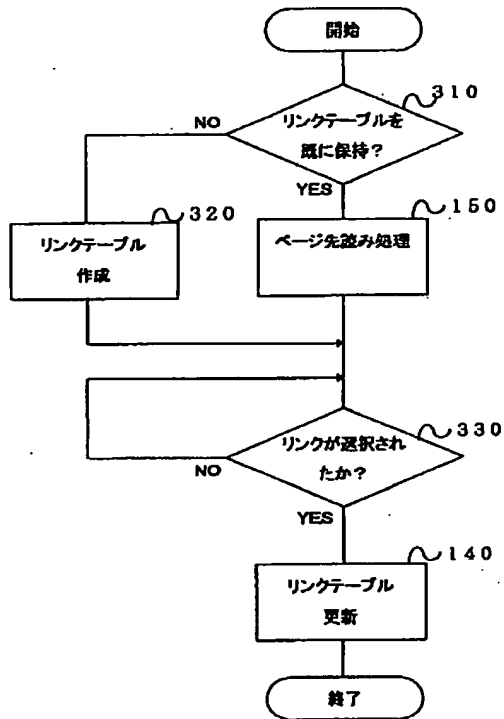 開始
310
リンクテーブルを
既に保持?
NO
YES
320
リンクテーブル
作成
150
ページ先読み処理
330
リンクが選択され
たか?
NO
YES
140
リンクテーブル
更新
終了